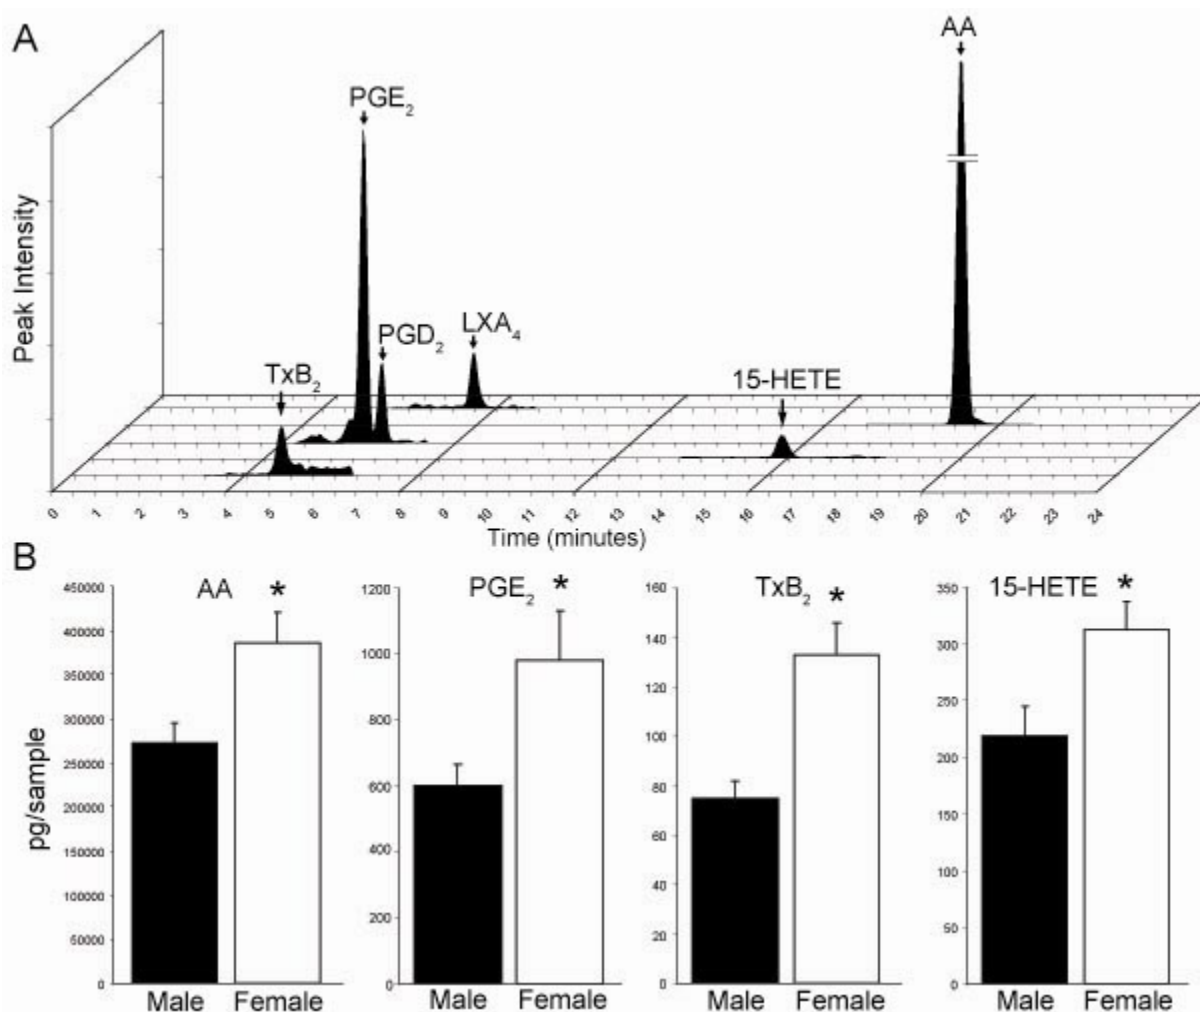 A
AA
PGE2
PGD2
LXA4
TxB2
15-HETE
Peak Intensity
0 1 2 3 4 5 6 7 8 9 10 11 12 13 14 15 16 17 18 19 20 21 22 23 24
Time (minutes)
B
pg/sample
AA *
450000
400000
350000
300000
250000
200000
150000
100000
50000
0
Male Female
PGE2 *
1200
1000
800
600
400
200
0
Male Female
TxB2 *
160
140
120
100
80
60
40
20
0
Male Female
15-HETE *
350
300
250
200
150
100
50
0
Male Female